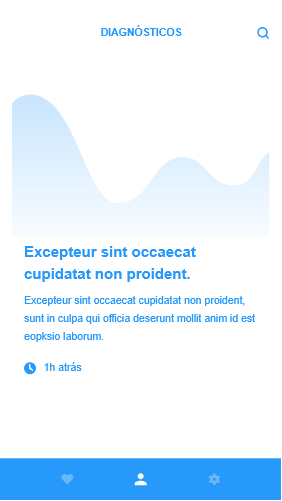 DIAGNÓSTICOS
Excepteur sint occaecat
cupidatat non proident.
Excepteur sint occaecat cupidatat non proident,
sunt in culpa qui officia deserunt mollit anim id est
eopksio laborum.
1h atrás